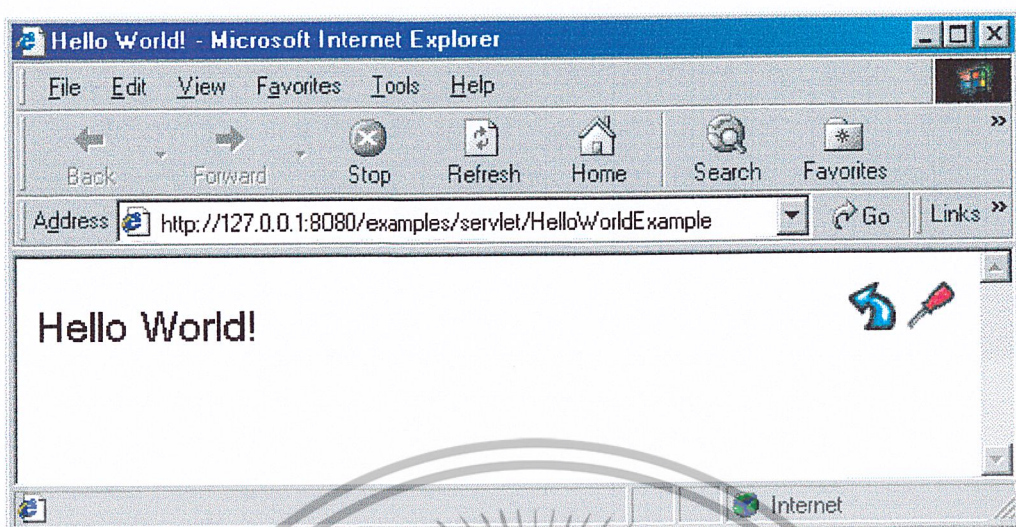 Hello World! - Microsoft Internet Explorer
File Edit View Favorites Tools Help
Back Forward Stop Refresh Home Search Favorites »
Address http://127.0.0.1:8080/examples/servlet/HelloWorldExample Go Links »
Hello World!
Internet